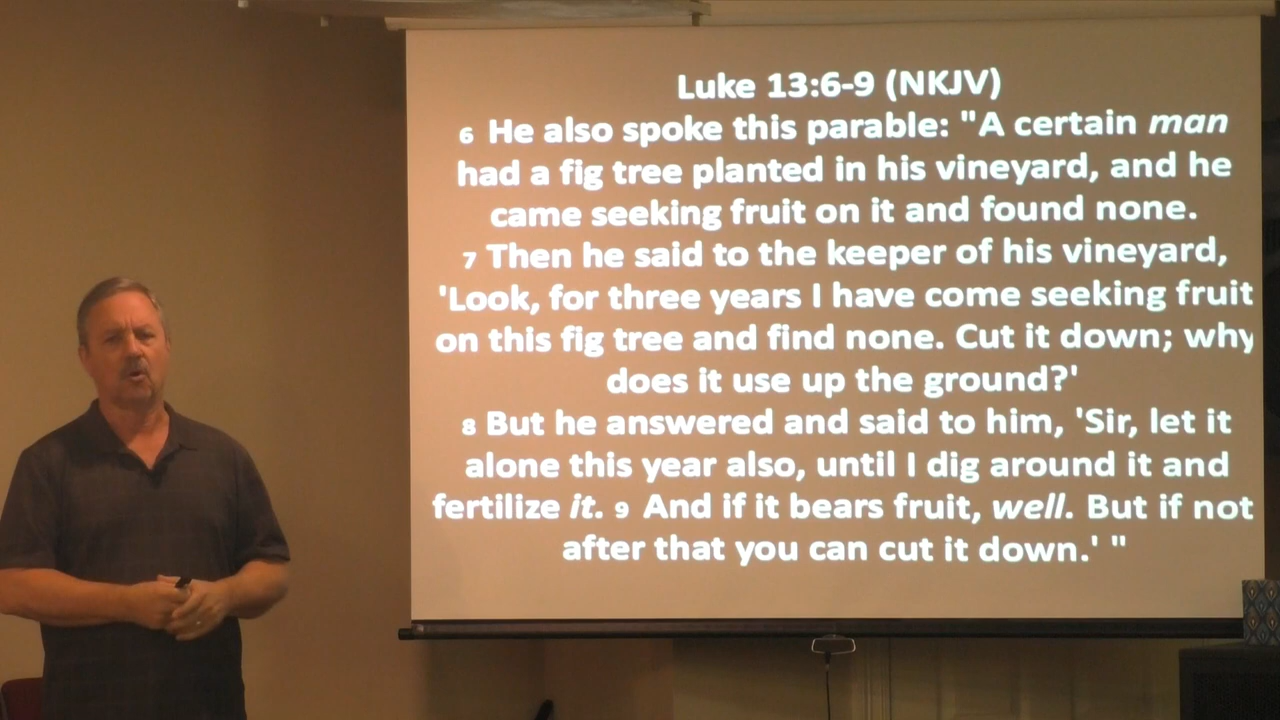 Luke 13:6-9 (NKJV)
6 He also spoke this parable: "A certain man
had a fig tree planted in his vineyard, and he
came seeking fruit on it and found none.
7 Then he said to the keeper of his vineyard,
'Look, for three years I have come seeking fruit
on this fig tree and find none. Cut it down; why
does it use up the ground?'
8 But he answered and said to him, 'Sir, let it
alone this year also, until I dig around it and
fertilize it. 9 And if it bears fruit, well. But if not
after that you can cut it down.' "